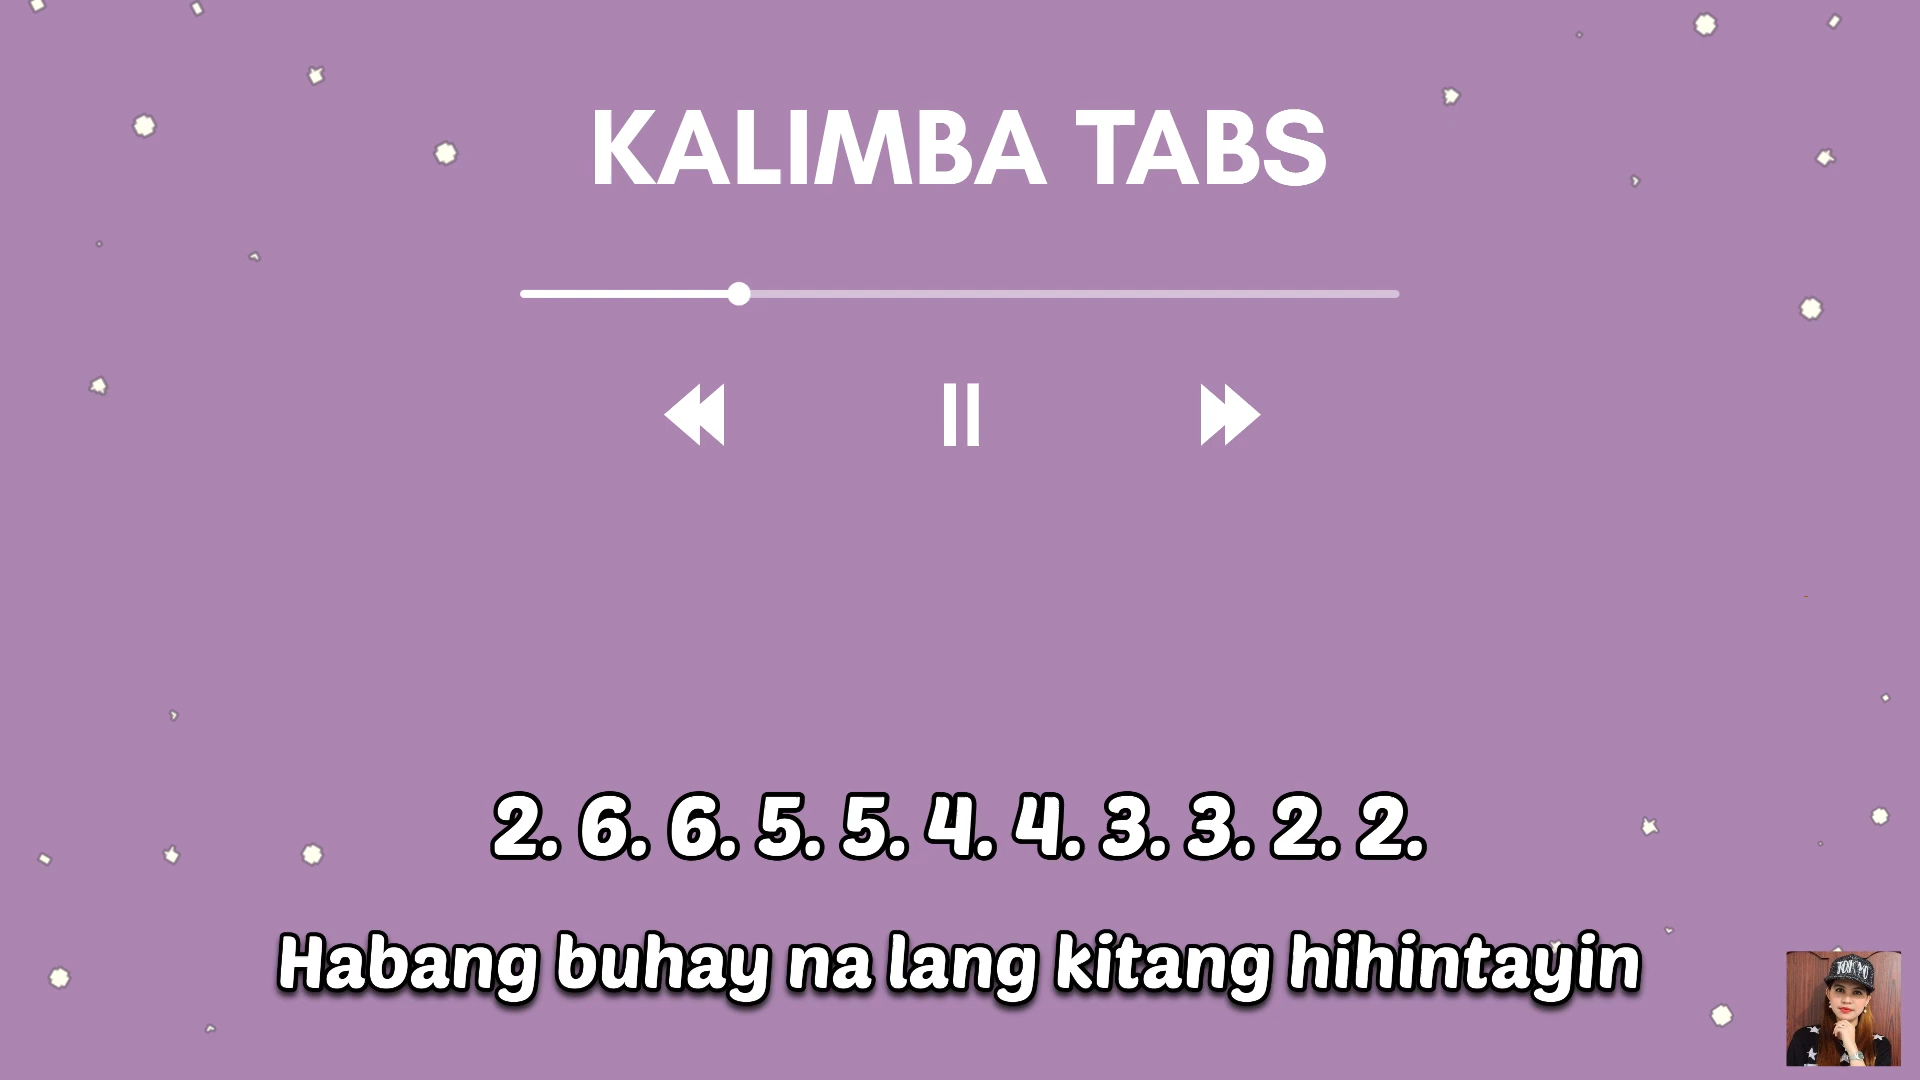 KALIMBA TABS
2. 6. 6. 5. 5. 4. 4. 3. 3. 2. 2.
Habang buhay na lang kitang hihintayin
TOKYO